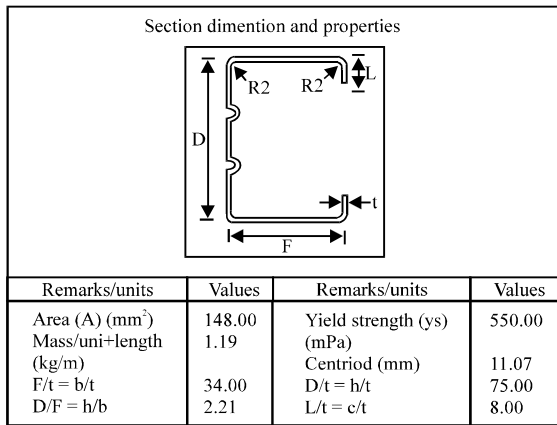 Section dimention and properties
L
R2 R2
D
t
F
Remarks/units Values Remarks/units Values
Area (A) (mm²) 148.00 Yield strength (ys) 550.00
Mass/uni+length 1.19 (mPa)
(kg/m) Centriod (mm) 11.07
F/t = b/t 34.00 D/t = h/t 75.00
D/F = h/b 2.21 L/t = c/t 8.00